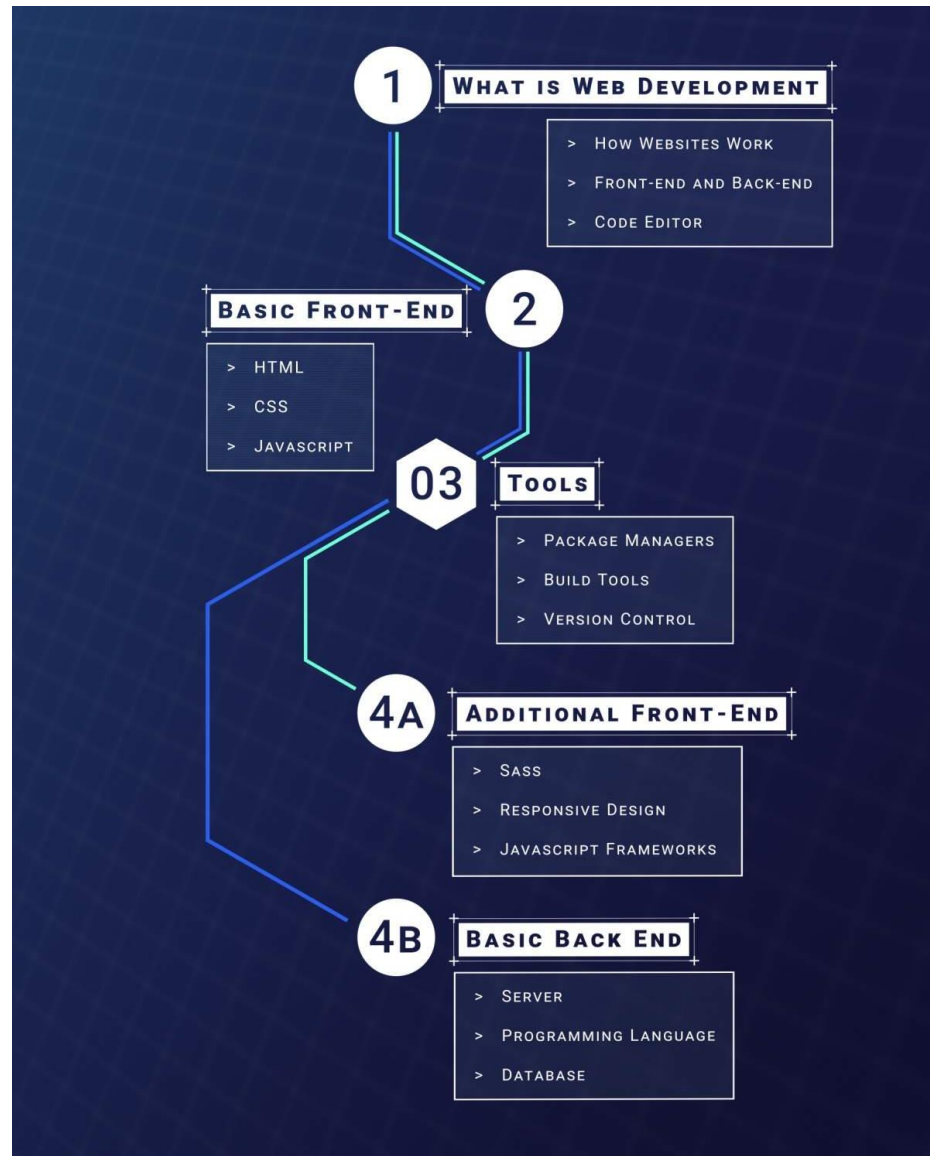 1
What is Web Development
> How Websites Work
> Front-end and Back-end
> Code Editor
2
Basic Front-End
> HTML
> CSS
> Javascript
03
Tools
> Package Managers
> Build Tools
> Version Control
4A
Additional Front-End
> Sass
> Responsive Design
> Javascript Frameworks
4B
Basic Back End
> Server
> Programming Language
> Database